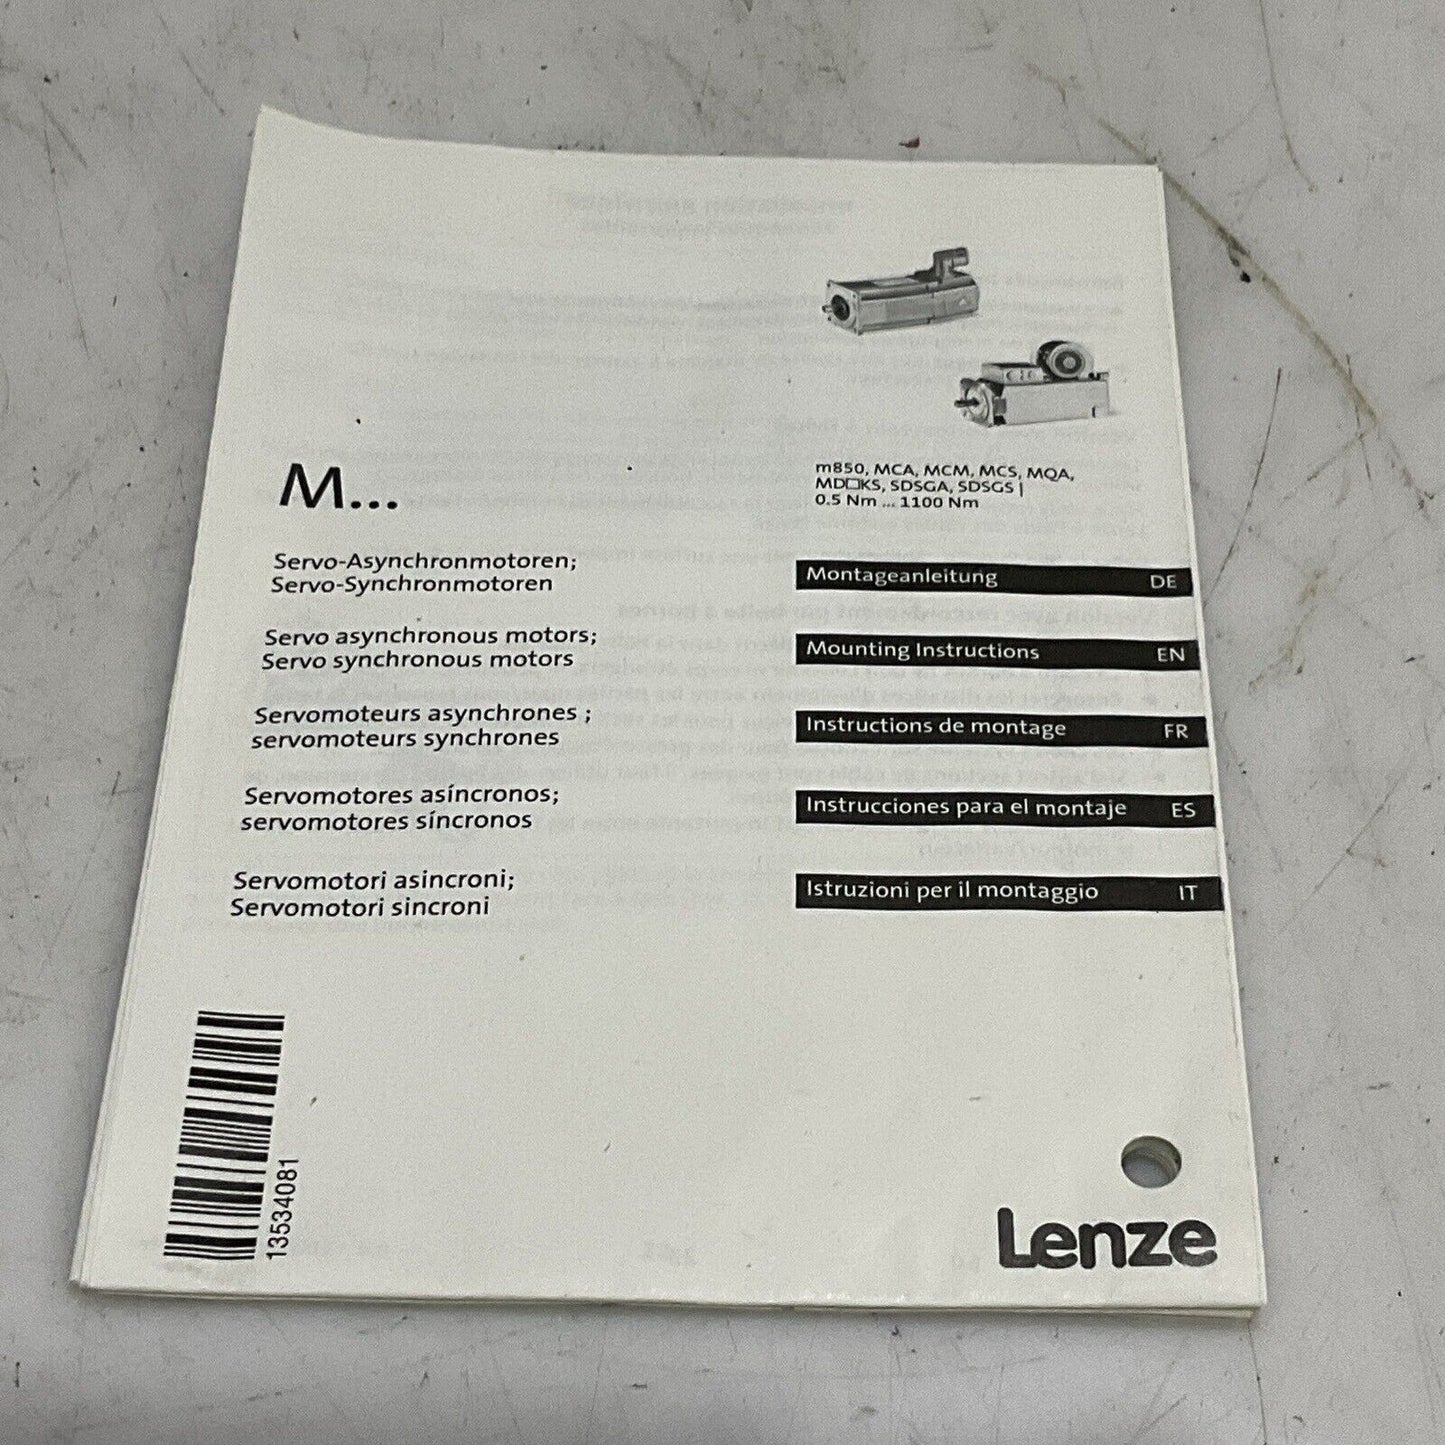 m850, MCA, MCM, MCS, MQA,
MD□KS, SDSGA, SDSGS |
0.5 Nm ... 1100 Nm
M...
Servo-Asynchronmotoren;
Servo-Synchronmotoren
Montageanleitung DE
Servo asynchronous motors;
Servo synchronous motors
Mounting Instructions EN
Servomoteurs asynchrones ;
servomoteurs synchrones
Instructions de montage FR
Servomotores asíncronos;
servomotores síncronos
Instrucciones para el montaje ES
Servomotori asincroni;
Servomotori sincroni
Istruzioni per il montaggio IT
13534081
Lenze